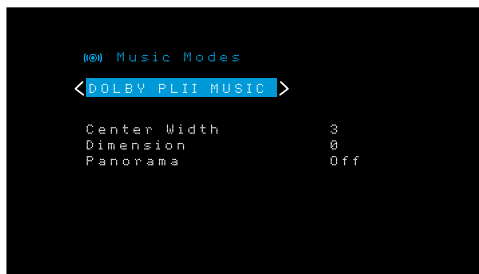 Music Modes
< DOLBY PLII MUSIC >
Center Width 3
Dimension 0
Panorama Off